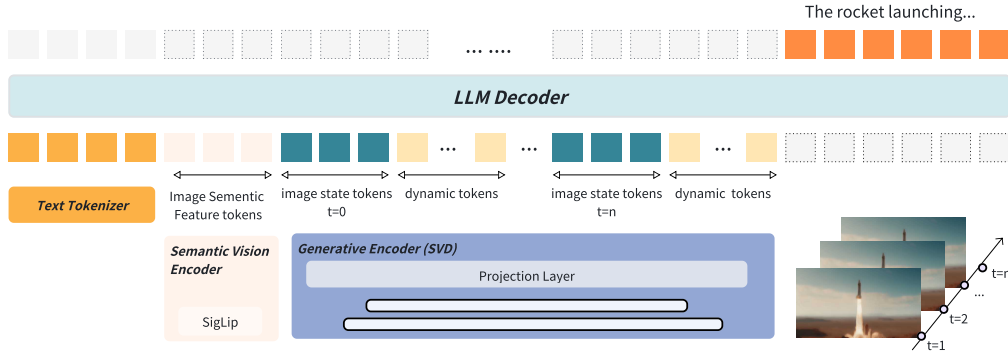 The rocket launching...
... ....
LLM Decoder
... ... ...
Image Sementic
Feature tokens
image state tokens
t=0
dynamic tokens
image state tokens
t=n
dynamic tokens
Text Tokenizer
Semantic Vision
Encoder
SigLip
Generative Encoder (SVD)
Projection Layer
t=1
t=2
...
t=n